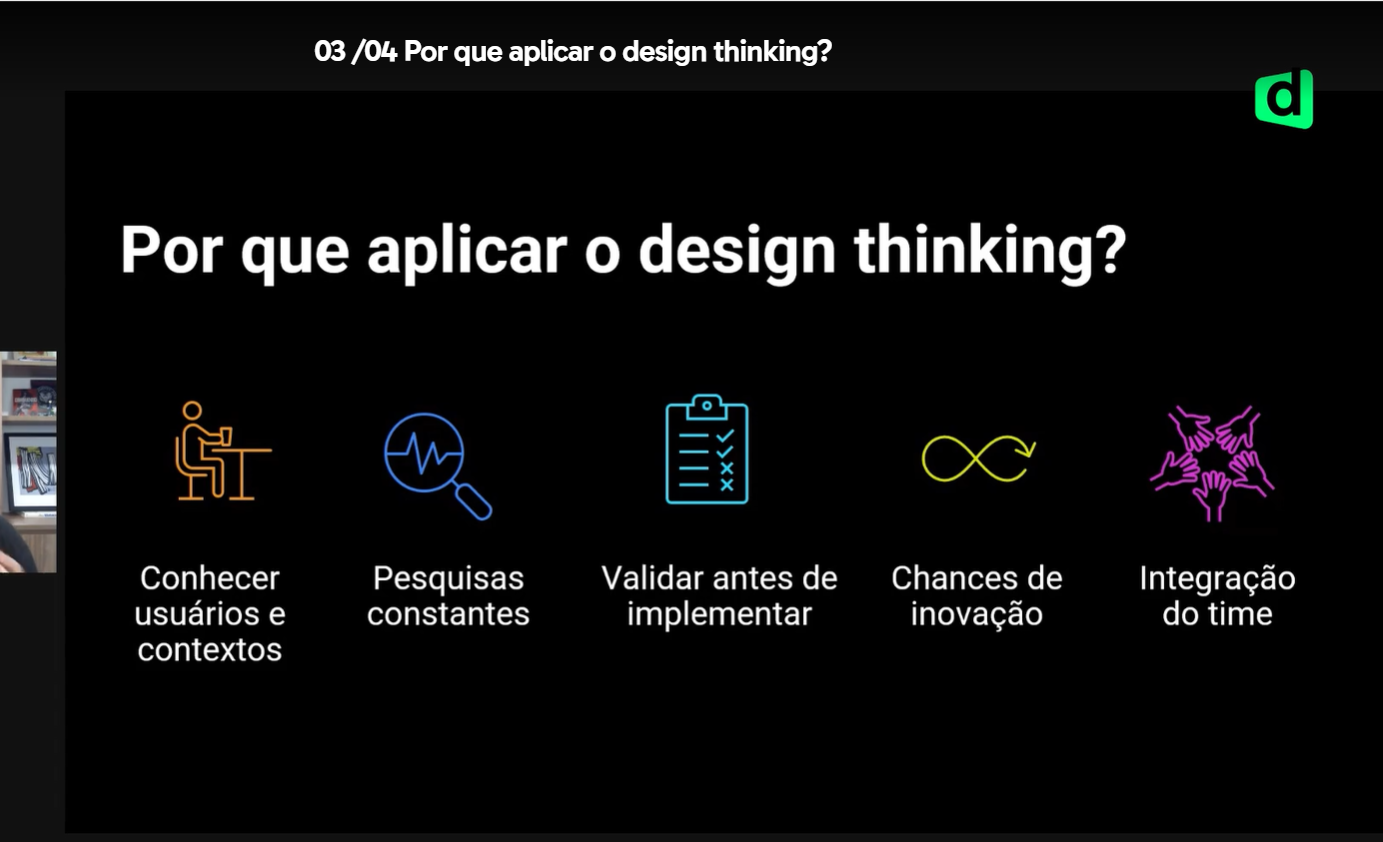 03 /04 Por que aplicar o design thinking?
d
Por que aplicar o design thinking?
Conhecer
usuários e
contextos
Pesquisas
constantes
Validar antes de
implementar
Chances de
inovação
Integração
do time